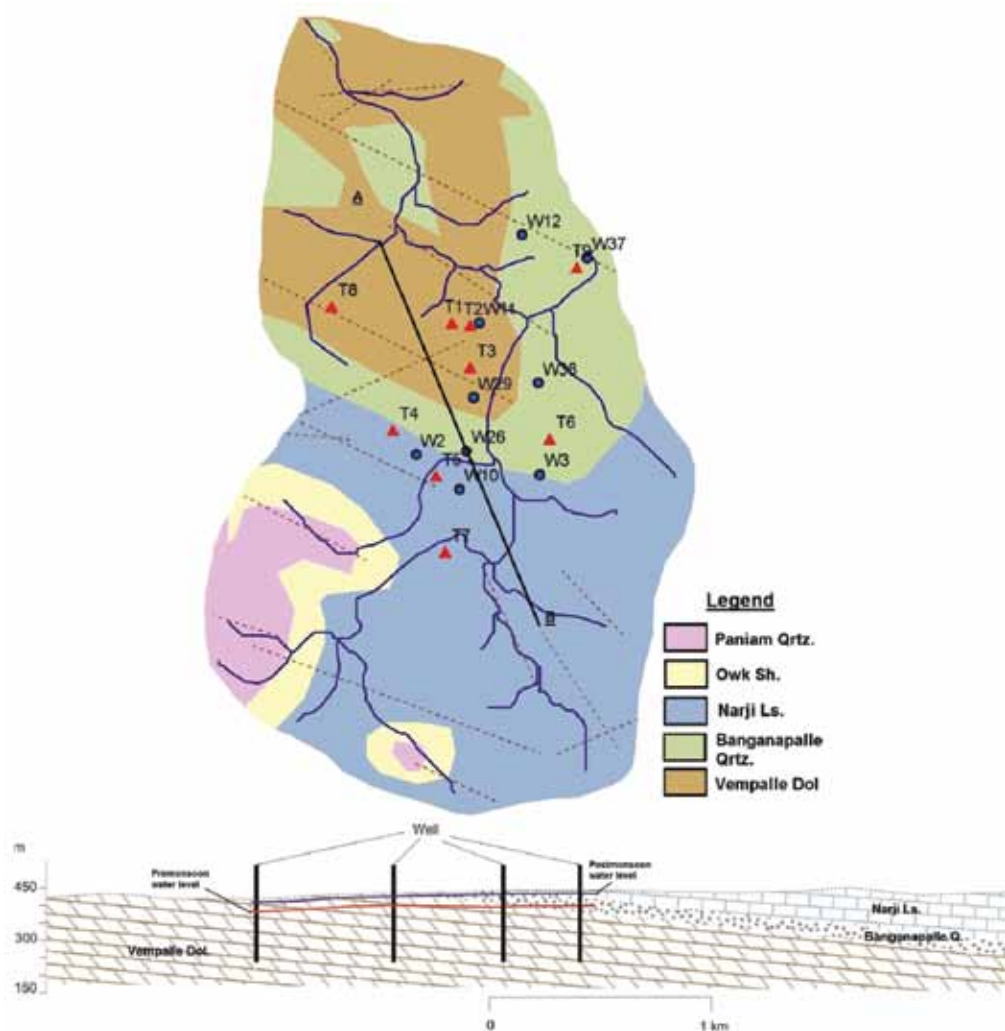 A
W12
W37
T9
T8
T1
T2
W11
T3
W29
W38
T4
W2
W26
T6
T5
W10
W3
T7
B
Legend
Paniam Qrtz.
Owk Sh.
Narji Ls.
Banganapalle
Qrtz.
Vempalle Dol
Well
m
Premonsoon
water level
Postmonsoon
water level
450
300
150
Narji Ls.
Banganapalle Q.
Vempalle Dol.
0
1 km